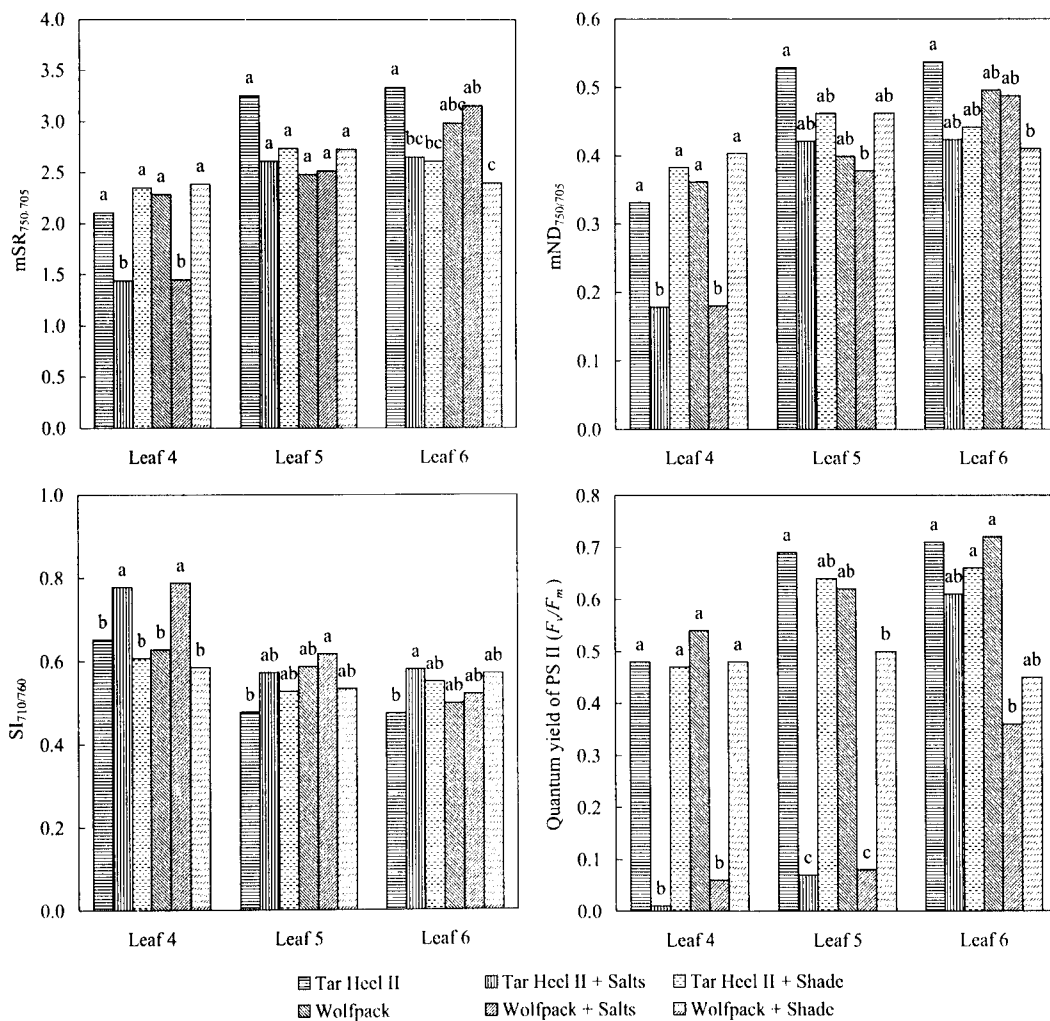 4.0
3.5
3.0
2.5
2.0
1.5
1.0
0.5
0.0
mSR750/705
a
b
a
a
b
a
a
a
a
a
a
a
a
bc
bc
abc
ab
c
Leaf 4
Leaf 5
Leaf 6
0.6
0.5
0.4
0.3
0.2
0.1
0.0
mND750/705
a
b
a
a
b
a
a
ab
ab
ab
b
ab
a
ab
ab
ab
ab
b
Leaf 4
Leaf 5
Leaf 6
1.0
0.8
0.6
0.4
0.2
0.0
SI710/760
b
a
b
b
a
b
b
ab
ab
ab
a
ab
b
ab
ab
ab
ab
ab
Leaf 4
Leaf 5
Leaf 6
0.8
0.7
0.6
0.5
0.4
0.3
0.2
0.1
0.0
Quantum yield of PS II (Fv/Fm)
a
b
a
a
b
a
a
c
ab
ab
c
b
a
ab
a
a
b
ab
Leaf 4
Leaf 5
Leaf 6
Tar Heel II
Tar Heel II + Salts
Tar Heel II + Shade
Wolfpack
Wolfpack + Salts
Wolfpack + Shade